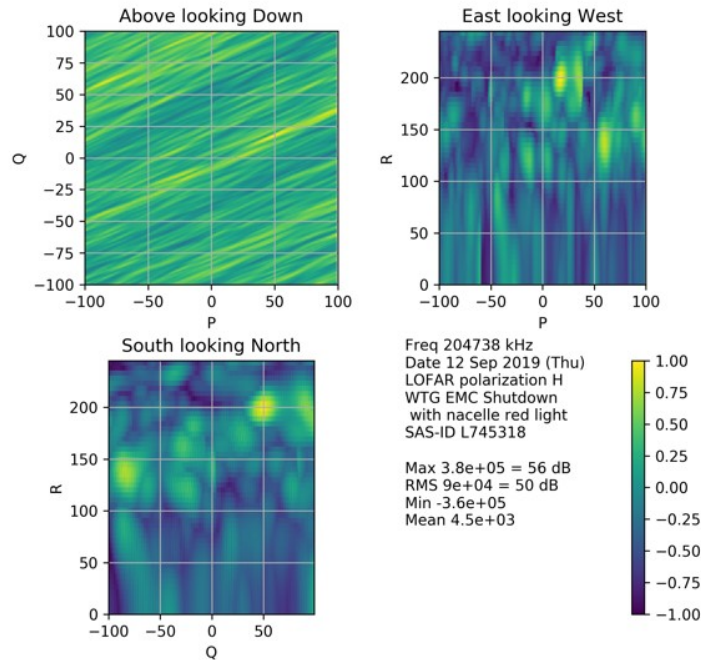 Above looking Down
100
75
50
25
0
−25
−50
−75
−100
Q
−100 −50 0 50 100
P
East looking West
200
150
100
50
0
R
−100 −50 0 50 100
P
South looking North
200
150
100
50
0
R
−100 −50 0 50
Q
Freq 204738 kHz
Date 12 Sep 2019 (Thu)
LOFAR polarization H
WTG EMC Shutdown
with nacelle red light
SAS-ID L745318
Max 3.8e+05 = 56 dB
RMS 9e+04 = 50 dB
Min -3.6e+05
Mean 4.5e+03
1.00
0.75
0.50
0.25
0.00
−0.25
−0.50
−0.75
−1.00